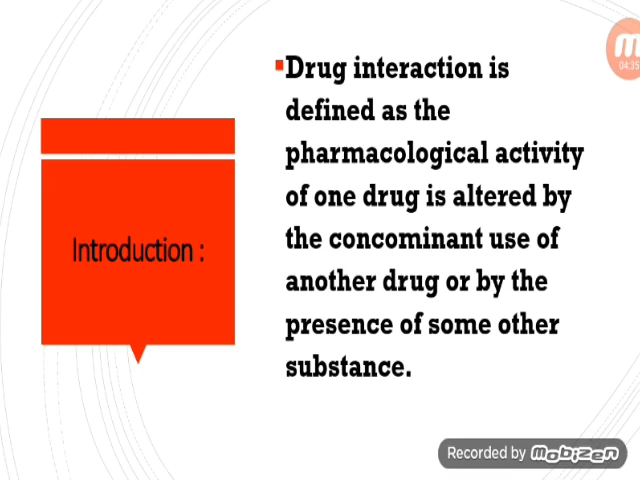 Introduction :
▪Drug interaction is
defined as the
pharmacological activity
of one drug is altered by
the concominant use of
another drug or by the
presence of some other
substance.
04:35
Recorded by mobizen